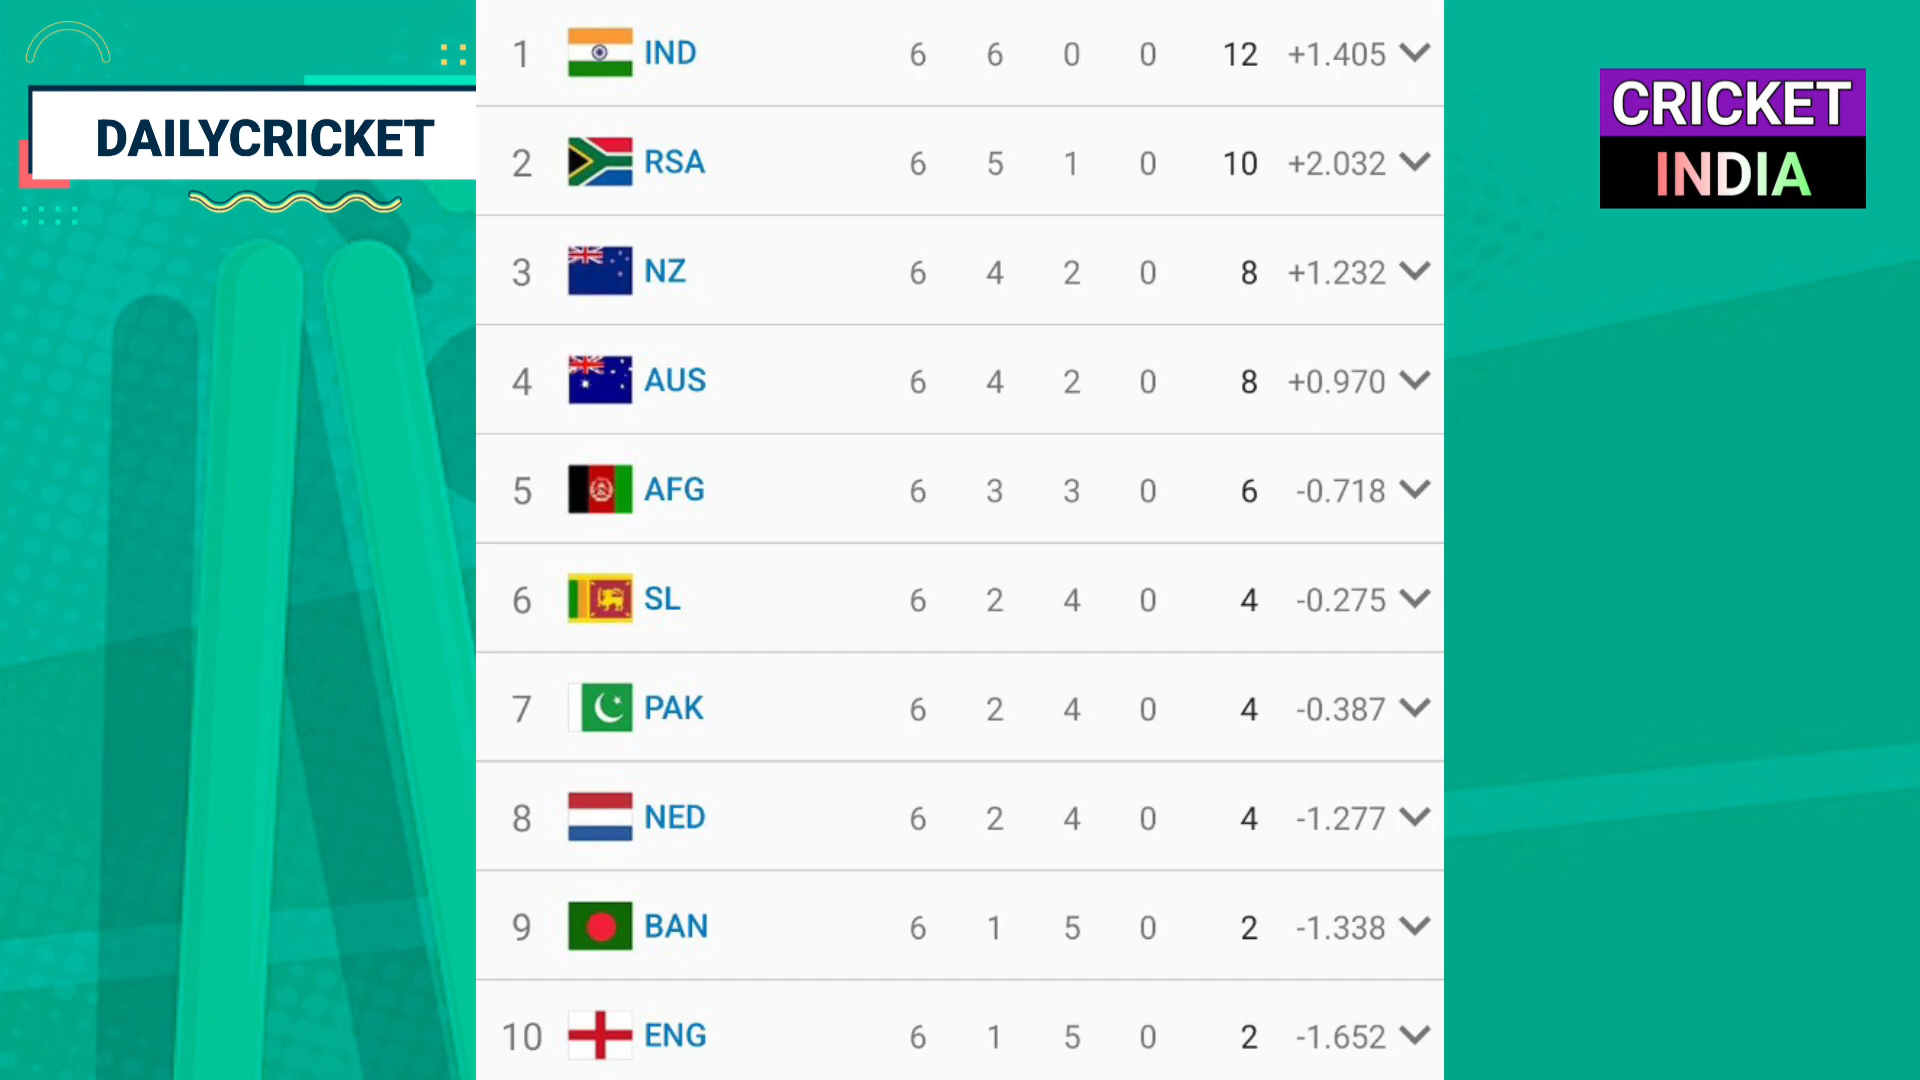 DAILYCRICKET
CRICKET
INDIA
1 IND 6 6 0 0 12 +1.405
2 RSA 6 5 1 0 10 +2.032
3 NZ 6 4 2 0 8 +1.232
4 AUS 6 4 2 0 8 +0.970
5 AFG 6 3 3 0 6 -0.718
6 SL 6 2 4 0 4 -0.275
7 PAK 6 2 4 0 4 -0.387
8 NED 6 2 4 0 4 -1.277
9 BAN 6 1 5 0 2 -1.338
10 ENG 6 1 5 0 2 -1.652